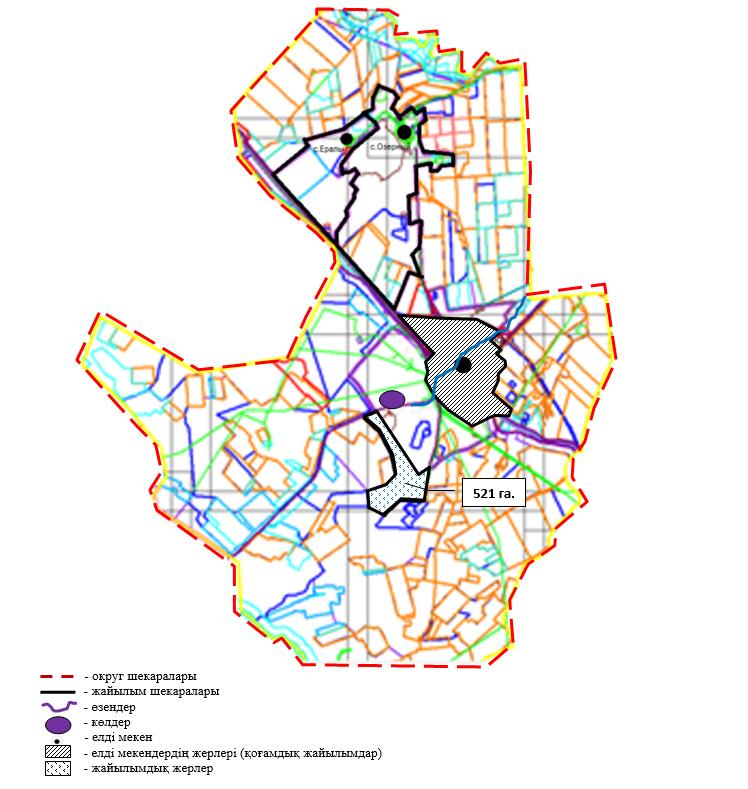 с.Ералы
с.Озерный
521 га.
- округ шекаралары
- жайылым шекаралары
- өзендер
- көлдер
- елді мекен
- елді мекендердің жерлері (қоғамдық жайылымдар)
- жайылымдық жерлер